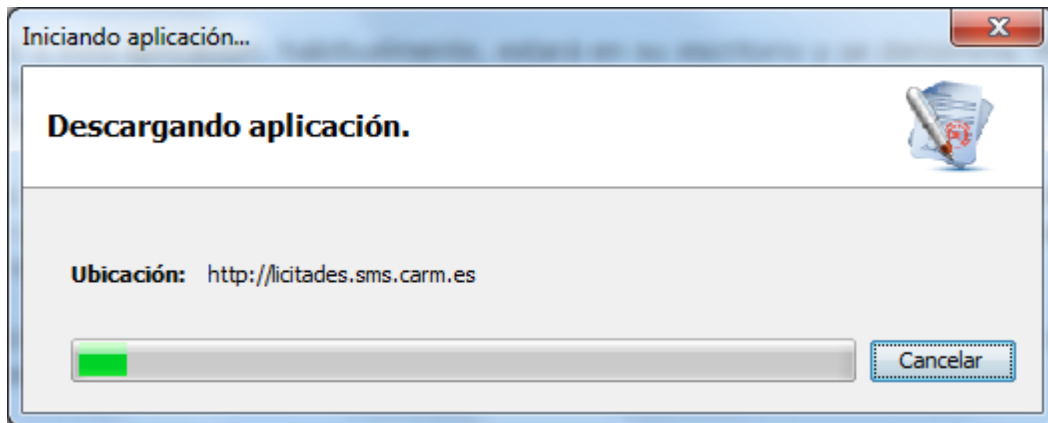 Iniciando aplicación...
Descargando aplicación.
Ubicación: http://licitades.sms.carm.es
Cancelar